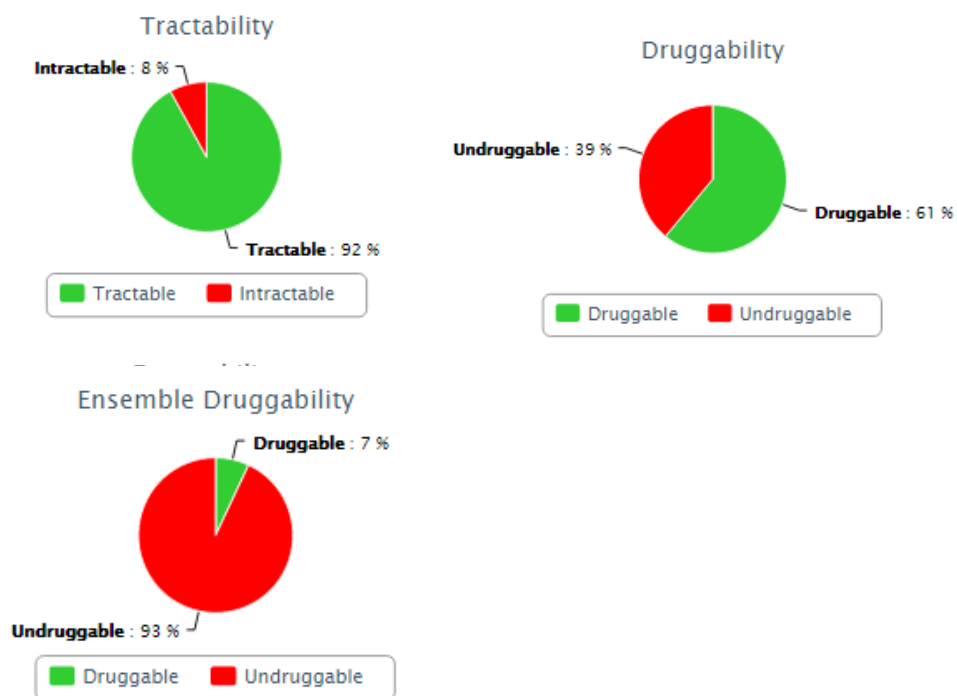 Tractability
Intractable : 8 %
Tractable : 92 %
Tractable Intractable
Druggability
Undruggable : 39 %
Druggable : 61 %
Druggable Undruggable
Ensemble Druggability
Druggable : 7 %
Undruggable : 93 %
Druggable Undruggable